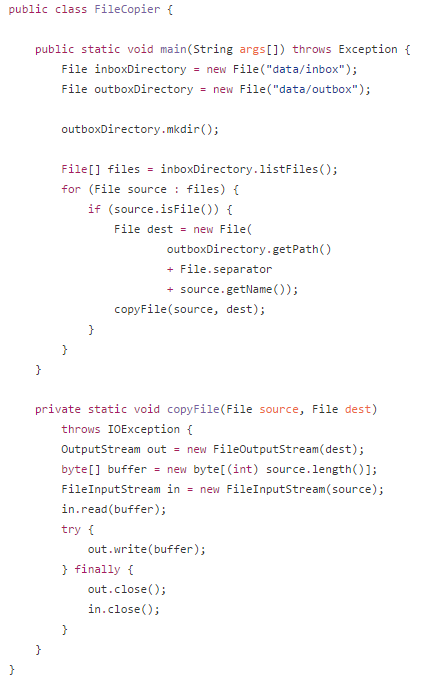 public class FileCopier {
    public static void main(String args[]) throws Exception {
        File inboxDirectory = new File("data/inbox");
        File outboxDirectory = new File("data/outbox");
        outboxDirectory.mkdir();
        File[] files = inboxDirectory.listFiles();
        for (File source : files) {
            if (source.isFile()) {
                File dest = new File(
                        outboxDirectory.getPath()
                        + File.separator
                        + source.getName());
                copyFile(source, dest);
            }
        }
    }
    private static void copyFile(File source, File dest)
        throws IOException {
        OutputStream out = new FileOutputStream(dest);
        byte[] buffer = new byte[(int) source.length()];
        FileInputStream in = new FileInputStream(source);
        in.read(buffer);
        try {
            out.write(buffer);
        } finally {
            out.close();
            in.close();
        }
    }
}